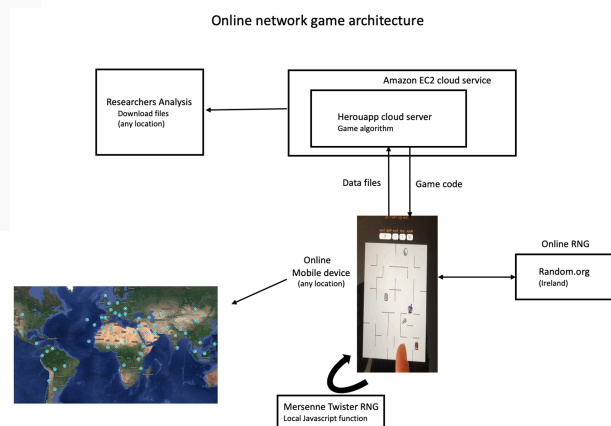 Online network game architecture
Amazon EC2 cloud service
Researchers Analysis
Download files
(any location)
Herouapp cloud server
Game algorithm
Data files
Game code
Online RNG
Online
Mobile device
(any location)
Random.org
(Ireland)
Mersenne Twister RNG
Local Javascript function